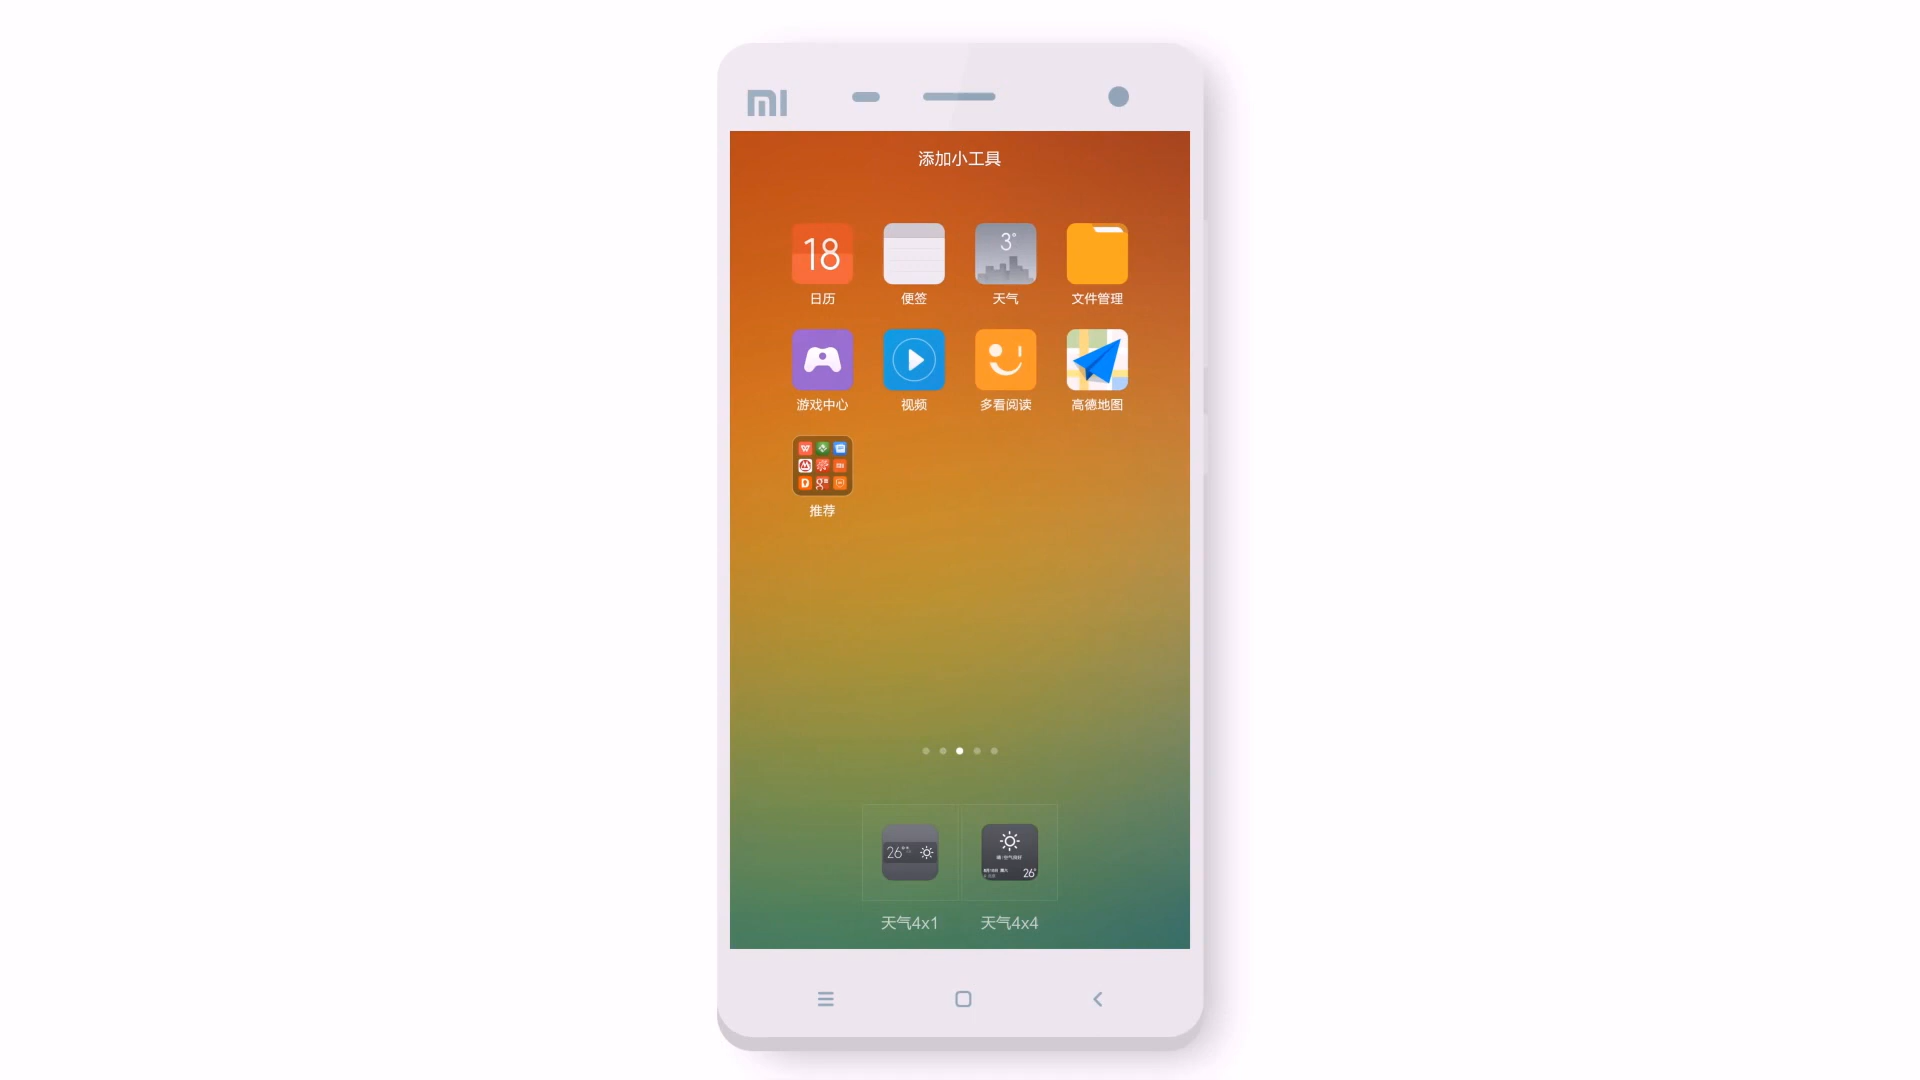 mi
添加小工具
18
3°
日历
便签
天气
文件管理
游戏中心
视频
多看阅读
高德地图
推荐
26°
26°
天气4x1
天气4x4